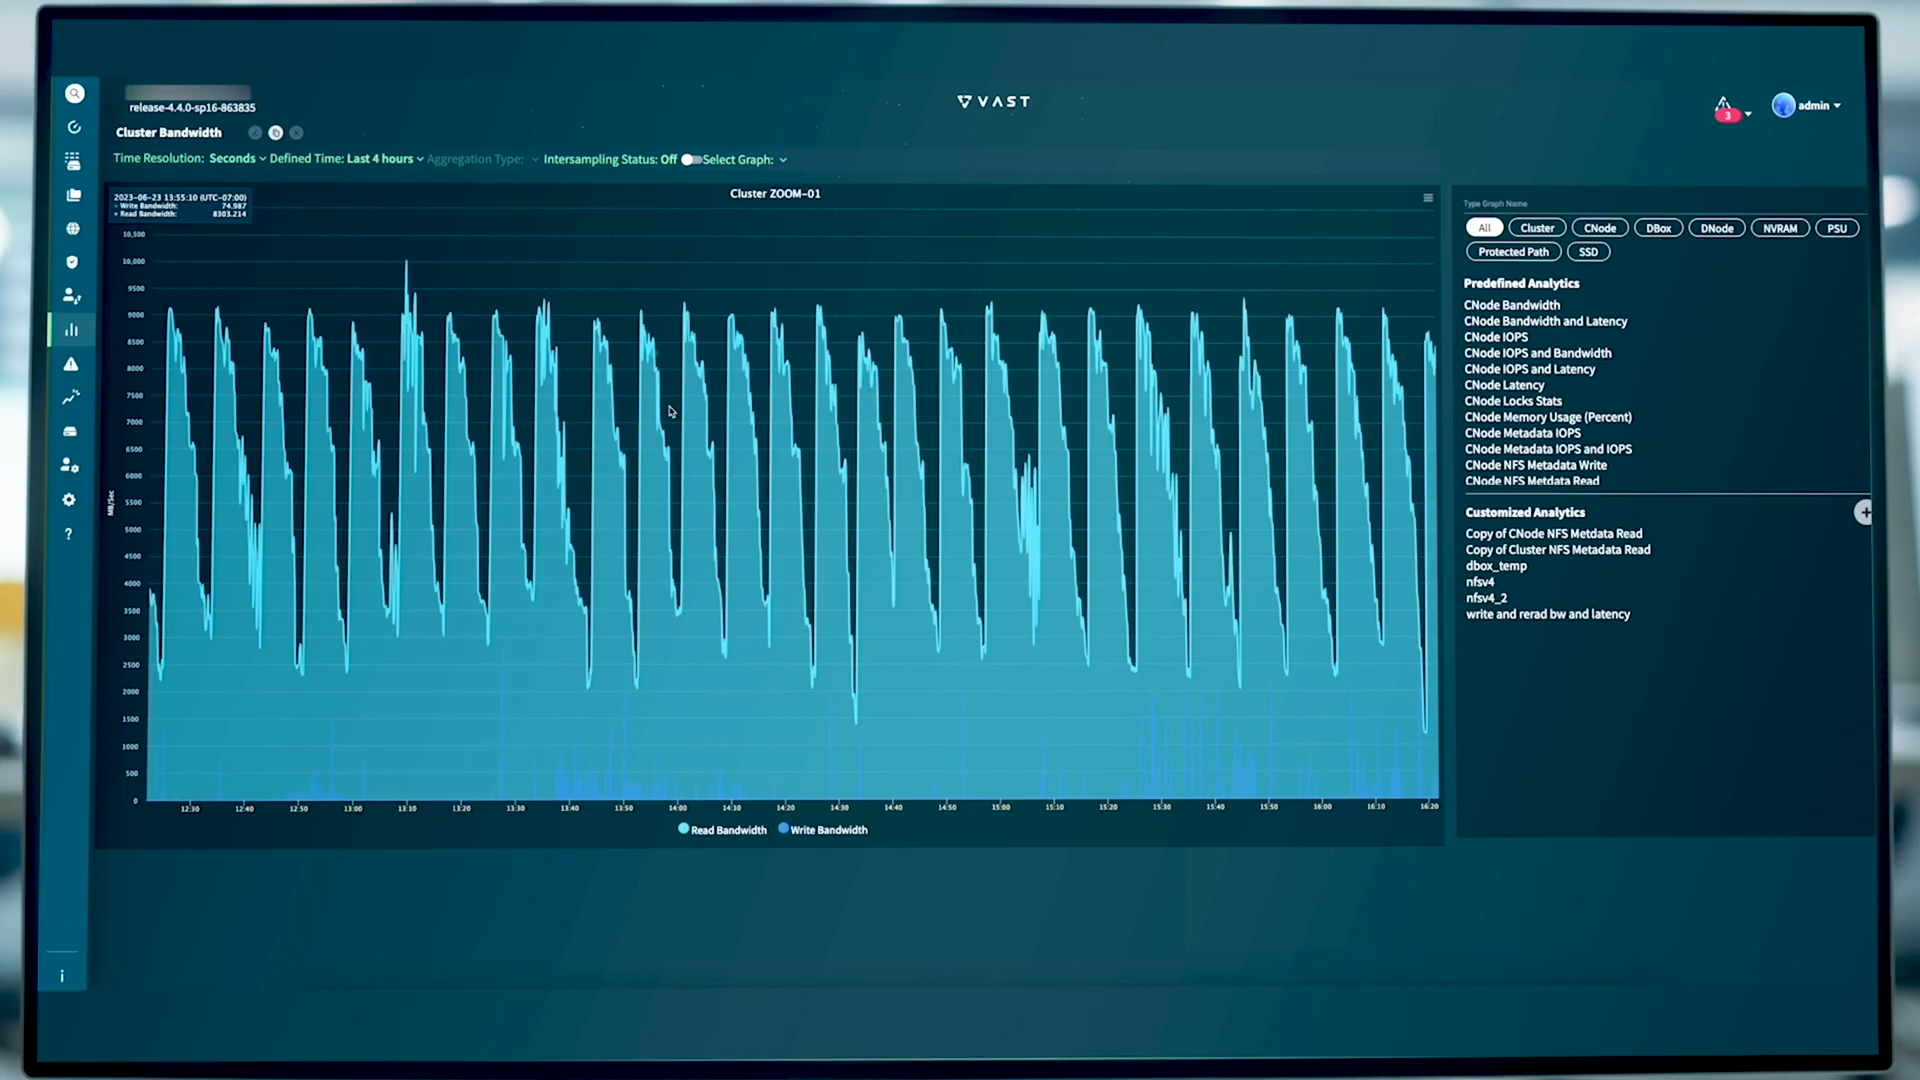 release-4.4.0-sp16-863835
VAST
3
admin
Cluster Bandwidth
Time Resolution: Seconds Defined Time: Last 4 hours Aggregation Type: Intersampling Status: Off Select Graph:
Cluster ZOOM-01
2023-06-23 13:55:10 (UTC-07:00)
Write Bandwidth: 74.987
Read Bandwidth: 8303.214
10,500
10,000
9500
9000
8500
8000
7500
7000
6500
6000
5500
5000
4500
4000
3500
3000
2500
2000
1500
1000
500
0
MB/Sec
12:30 12:40 12:50 13:00 13:10 13:20 13:30 13:40 13:50 14:00 14:10 14:20 14:30 14:40 14:50 15:00 15:10 15:20 15:30 15:40 15:50 16:00 16:10 16:20
Read Bandwidth Write Bandwidth
Type Graph Name
All Cluster CNode DBox DNode NVRAM PSU
Protected Path SSD
Predefined Analytics
CNode Bandwidth
CNode Bandwidth and Latency
CNode IOPS
CNode IOPS and Bandwidth
CNode IOPS and Latency
CNode Latency
CNode Locks Stats
CNode Memory Usage (Percent)
CNode Metadata IOPS
CNode Metadata IOPS and IOPS
CNode NFS Metadata Write
CNode NFS Metdata Read
Customized Analytics
Copy of CNode NFS Metdata Read
Copy of Cluster NFS Metadata Read
dbox_temp
nfsv4
nfsv4_2
write and rerad bw and latency
?
i